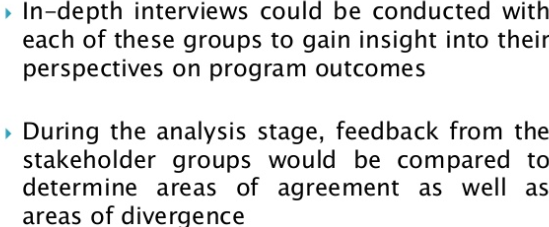 In-depth interviews could be conducted with
each of these groups to gain insight into their
perspectives on program outcomes
During the analysis stage, feedback from the
stakeholder groups would be compared to
determine areas of agreement as well as
areas of divergence